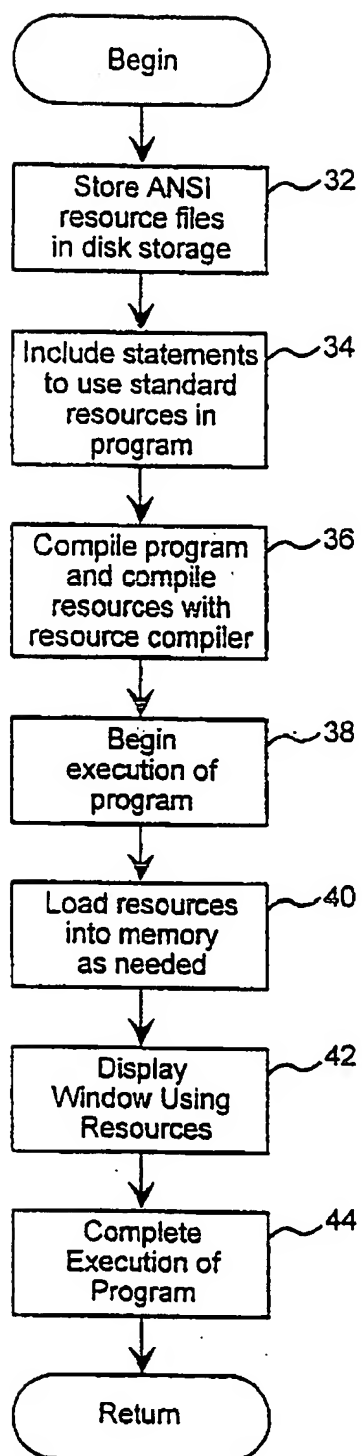 Begin
Store ANSI
resource files
in disk storage
32
Include statements
to use standard
resources in
program
34
Compile program
and compile
resources with
resource compiler
36
Begin
execution of
program
38
Load resources
into memory
as needed
40
Display
Window Using
Resources
42
Complete
Execution of
Program
44
Return